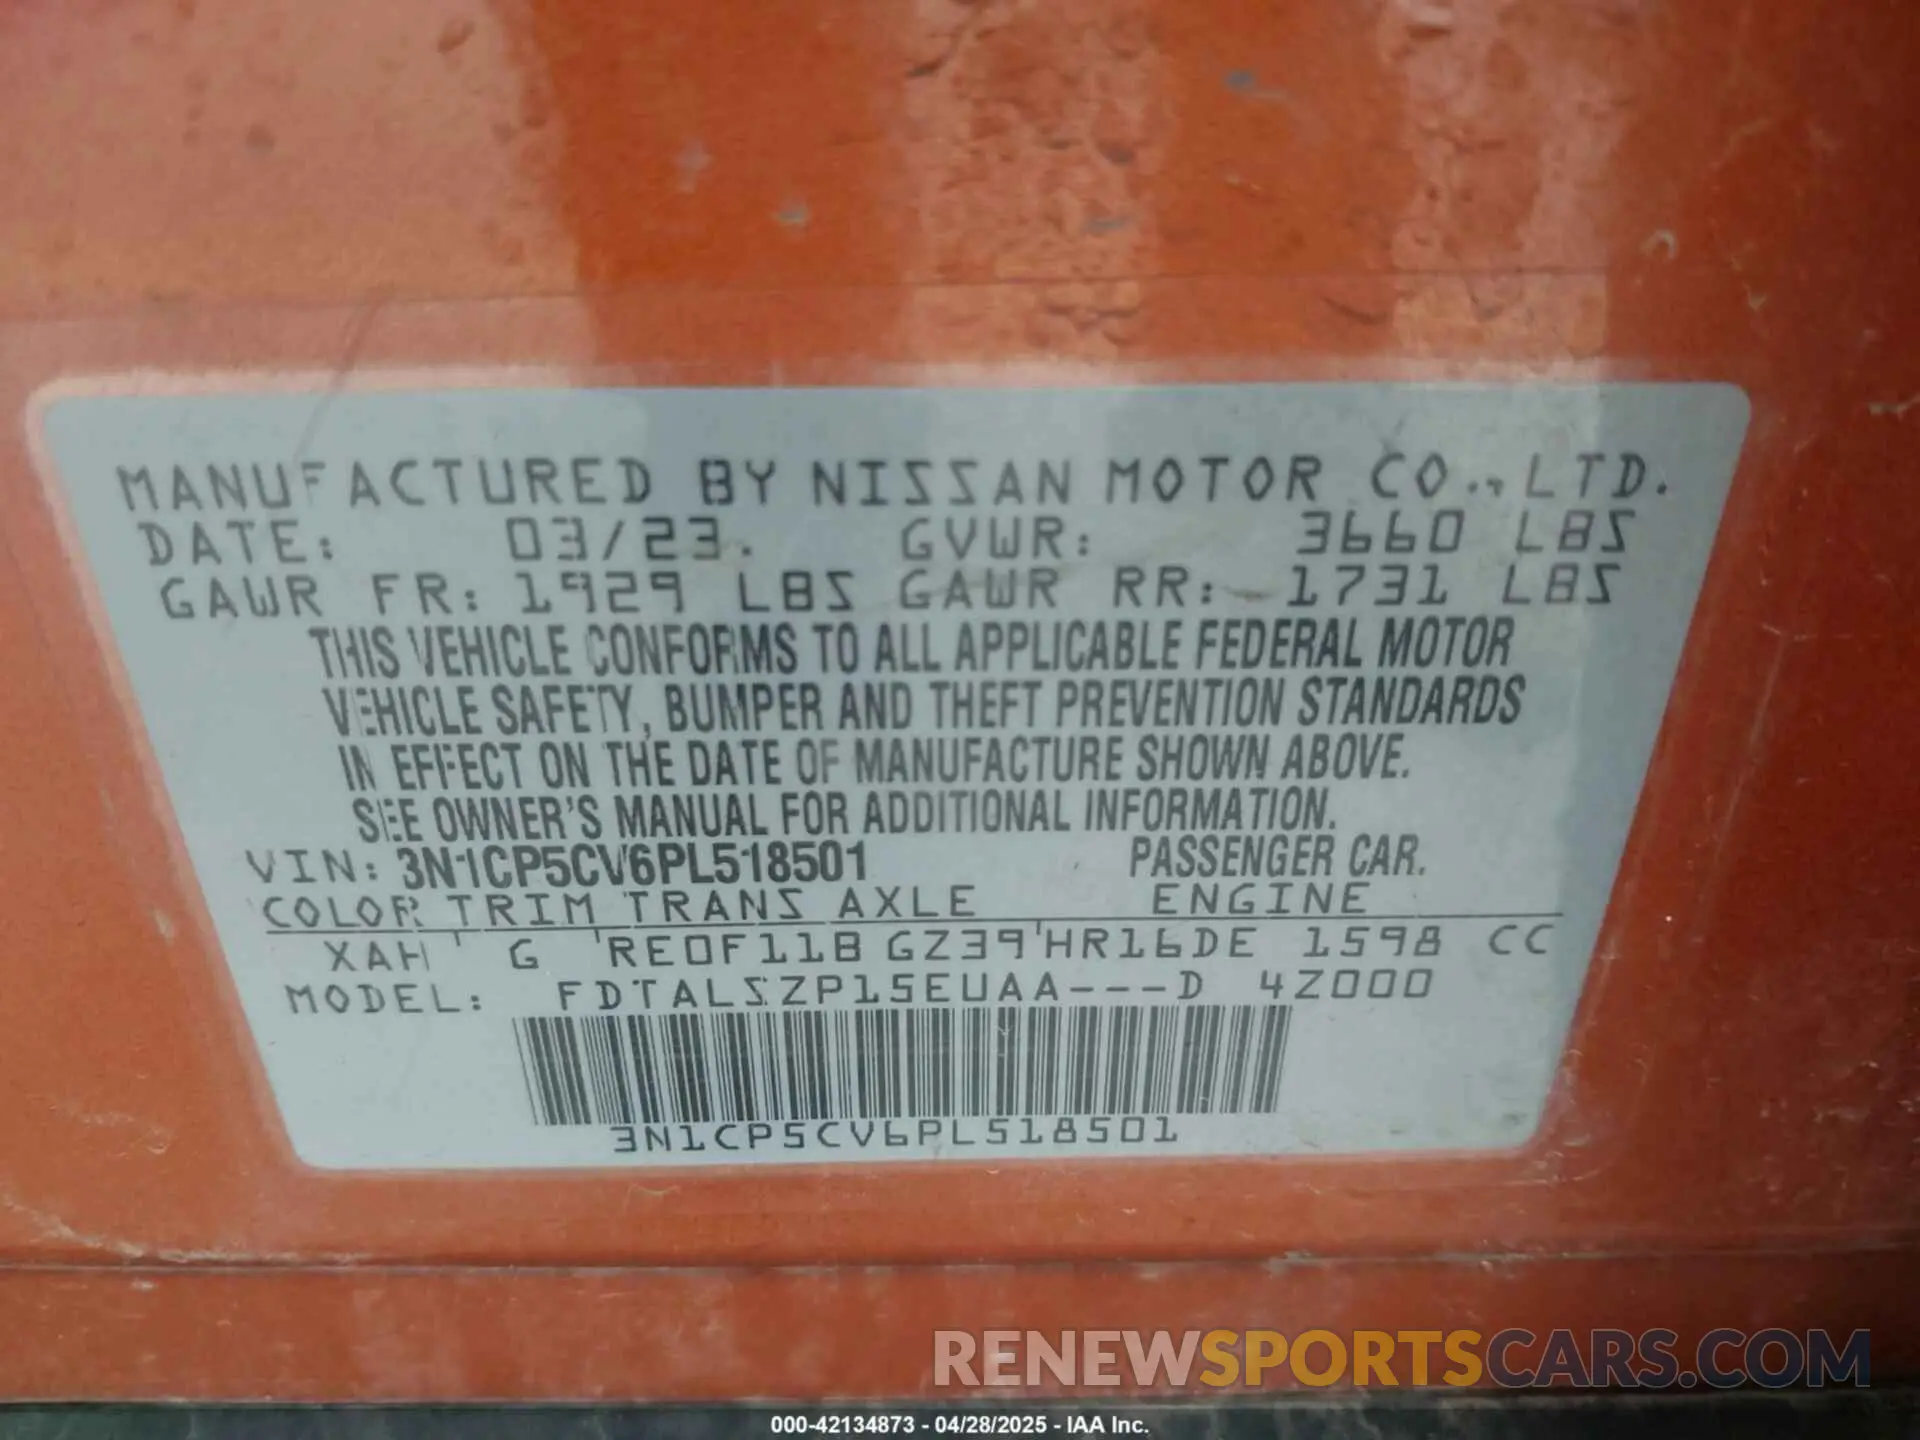 MANUFACTURED BY NISSAN MOTOR CO., LTD.
DATE: 03/23. GVWR: 3660 LBS
GAWR FR: 1929 LBS GAWR RR: 1731 LBS
THIS VEHICLE CONFORMS TO ALL APPLICABLE FEDERAL MOTOR
VEHICLE SAFETY, BUMPER AND THEFT PREVENTION STANDARDS
IN EFFECT ON THE DATE OF MANUFACTURE SHOWN ABOVE.
SEE OWNER'S MANUAL FOR ADDITIONAL INFORMATION.
VIN: 3N1CP5CV6PL518501 PASSENGER CAR.
COLOR TRIM TRANS AXLE ENGINE
XAH G RE0F11B GZ39 HR16DE 1598 CC
MODEL: FDTALSZP15EUAA---D 4Z000
3N1CP5CV6PL518501
RENEWSPORTSCARS.COM
000-42134873 - 04/28/2025 - IAA Inc.